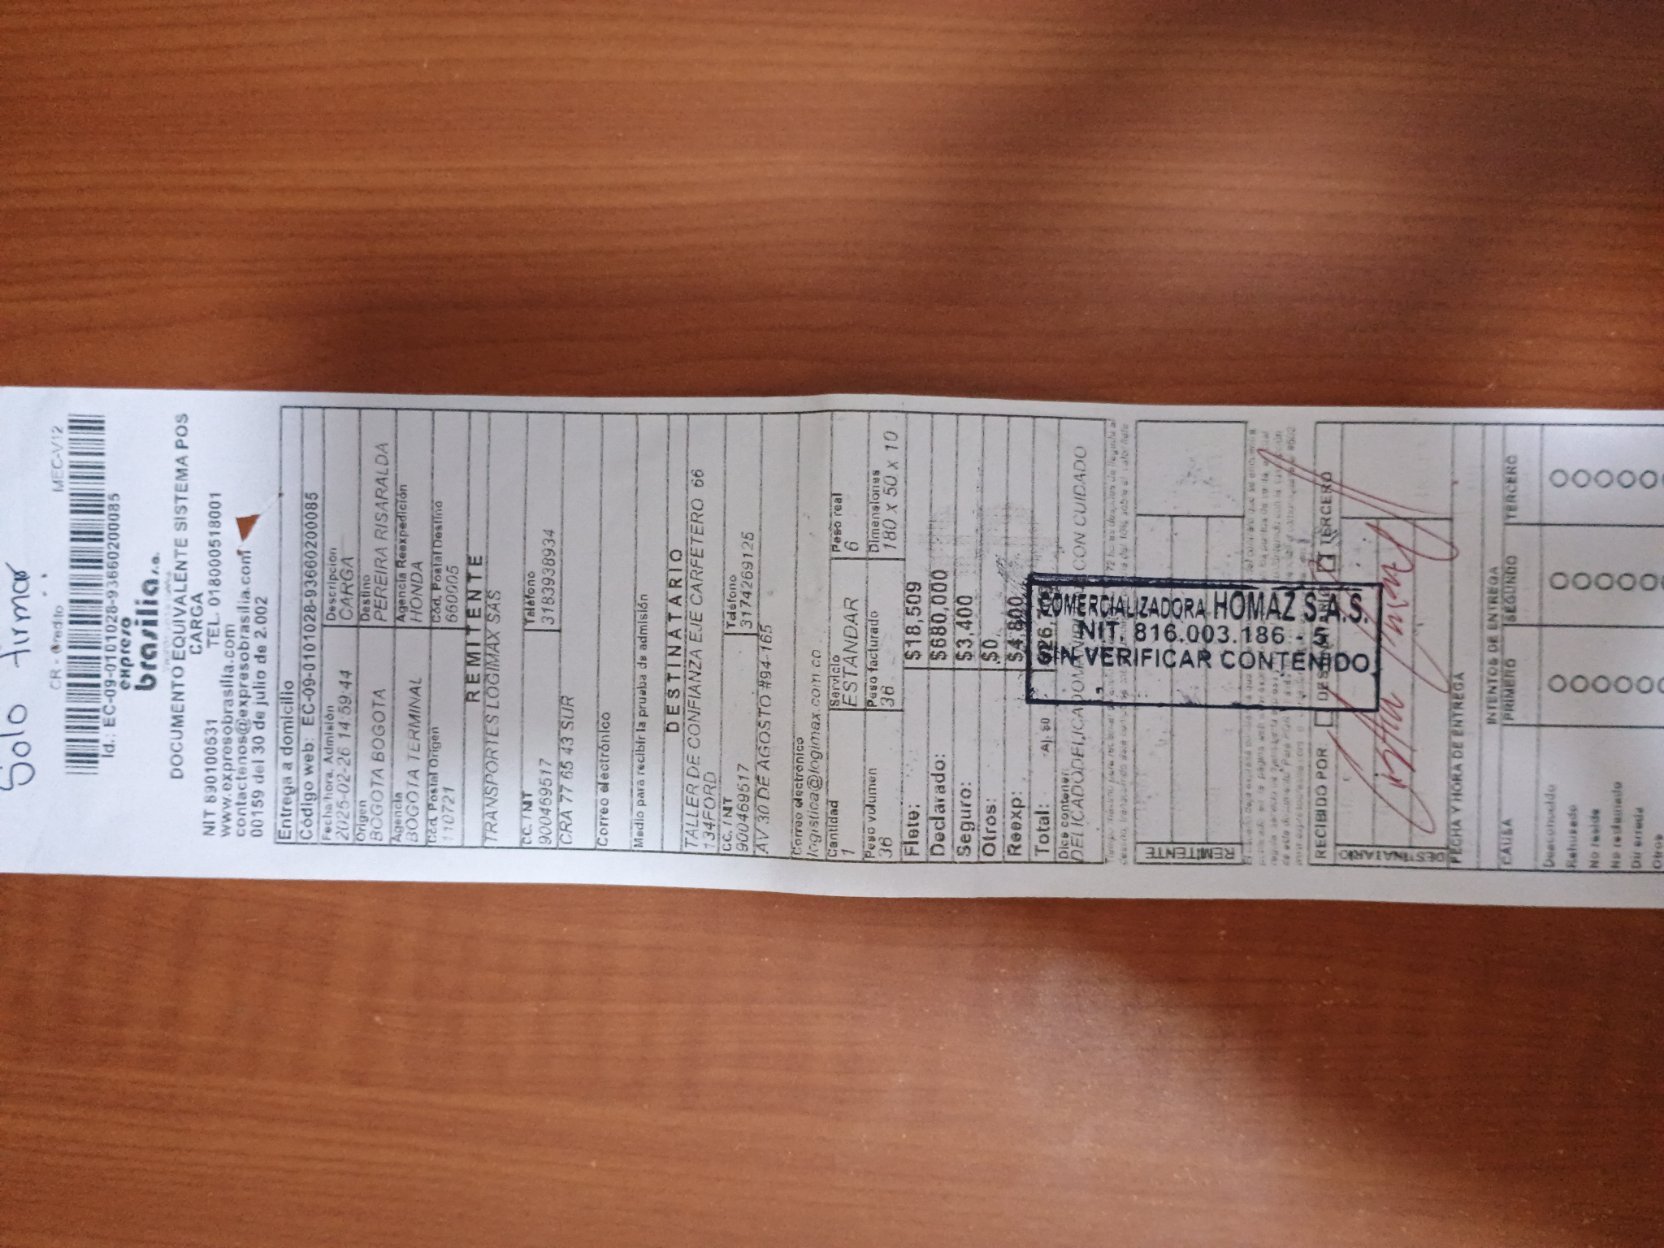 Solo firmar
CR - Credito MEC-V12
Id.: EC-09-0101028-9366020085
expreso
brasilia s.a.
DOCUMENTO EQUIVALENTE SISTEMA POS
CARGA
NIT 890100531 TEL. 018000518001
www.expresobrasilia.com
contactenos@expresobrasilia.com
00159 del 30 de julio de 2.002
Entrega a domicilio
Código web: EC-09-0101028-9366020085
Fecha/hora. Admisión Descripción
2025-02-26 14:59:44 CARGA
Origen Destino
BOGOTA BOGOTA PEREIRA RISARALDA
Agencia Agencia Reexpedición
BOGOTA TERMINAL HONDA
Cód. Postal Origen Cód. Postal Destino
110721 660005
REMITENTE
TRANSPORTES LOGIMAX SAS
CC. / NIT Teléfono
900469517 3183938934
CRA 77 65 43 SUR
Correo electrónico
Medio para recibir la prueba de admisión
DESTINATARIO
TALLER DE CONFIANZA EJE CARFETERO 66
134FORD
CC. / NIT Teléfono
900469517 3174269125
AV 30 DE AGOSTO #94-165
Correo electrónico
logistica@logimax.com.co
Cantidad Servicio Peso real
1 ESTANDAR 6
Peso volumen Peso facturado Dimensiones
36 36 180 x 50 x 10
Flete: $18,509
Declarado: $680,000
Seguro: $3,400
Otros: $0
Reexp: $4,800
Total:
Dice contener:
DELICADODELICADOMA CON CUIDADO
COMERCIALIZADORA HOMAZ S.A.S.
NIT. 816.003.186 - 5
SIN VERIFICAR CONTENIDO
REMITENTE
RECIBIDO POR TERCERO
DESTINATARIO
FECHA Y HORA DE ENTREGA
INTENTOS DE ENTREGA
CAUSA PRIMERO SEGUNDO TERCERO
Desconocido
Rehusado
No reside
No reclamado
Dir errada
Otros